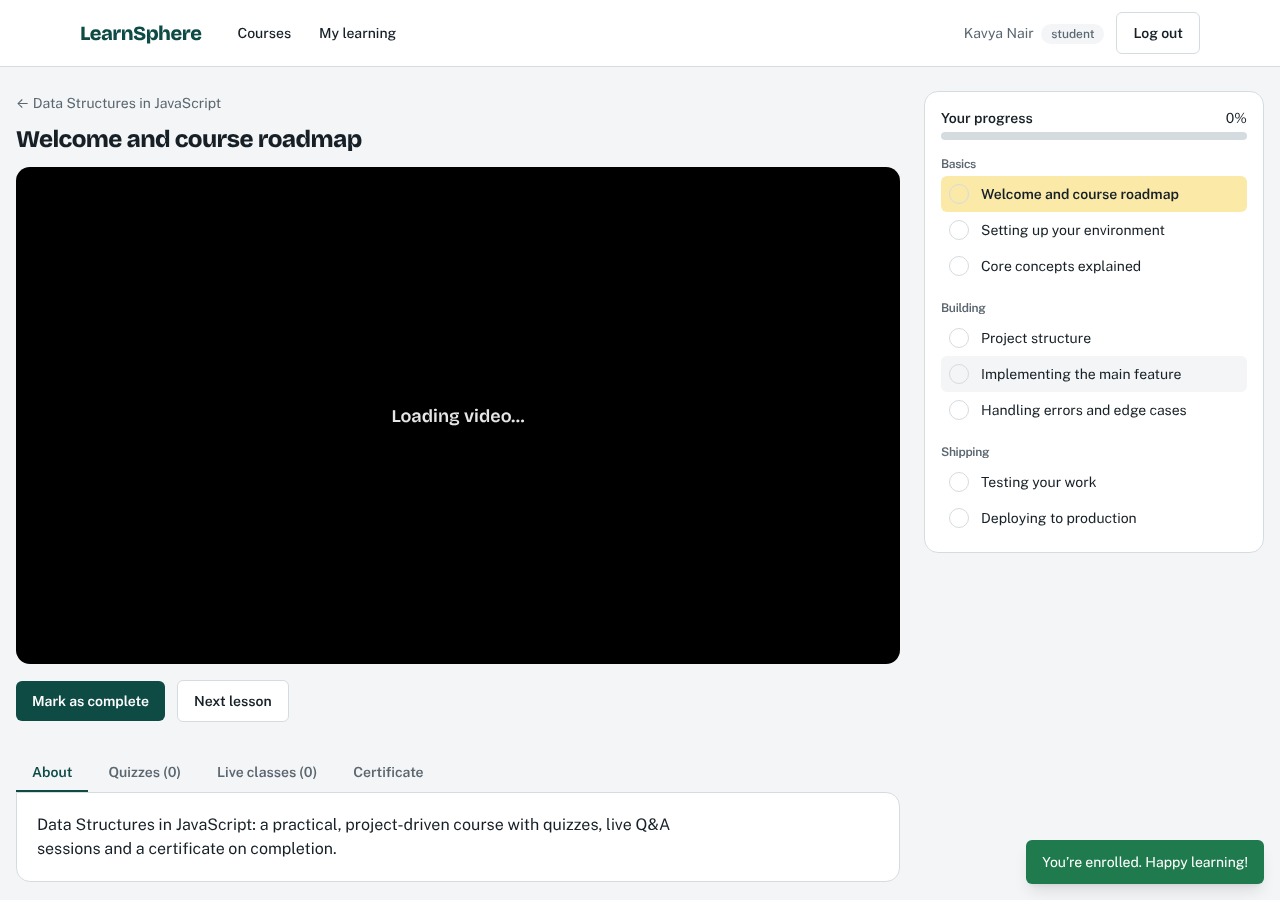 LearnSphere
Courses
My learning
Kavya Nair
student
Log out
← Data Structures in JavaScript
Welcome and course roadmap
Loading video...
Mark as complete
Next lesson
About
Quizzes (0)
Live classes (0)
Certificate
Data Structures in JavaScript: a practical, project-driven course with quizzes, live Q&A
sessions and a certificate on completion.
Your progress
0%
Basics
Welcome and course roadmap
Setting up your environment
Core concepts explained
Building
Project structure
Implementing the main feature
Handling errors and edge cases
Shipping
Testing your work
Deploying to production
You're enrolled. Happy learning!